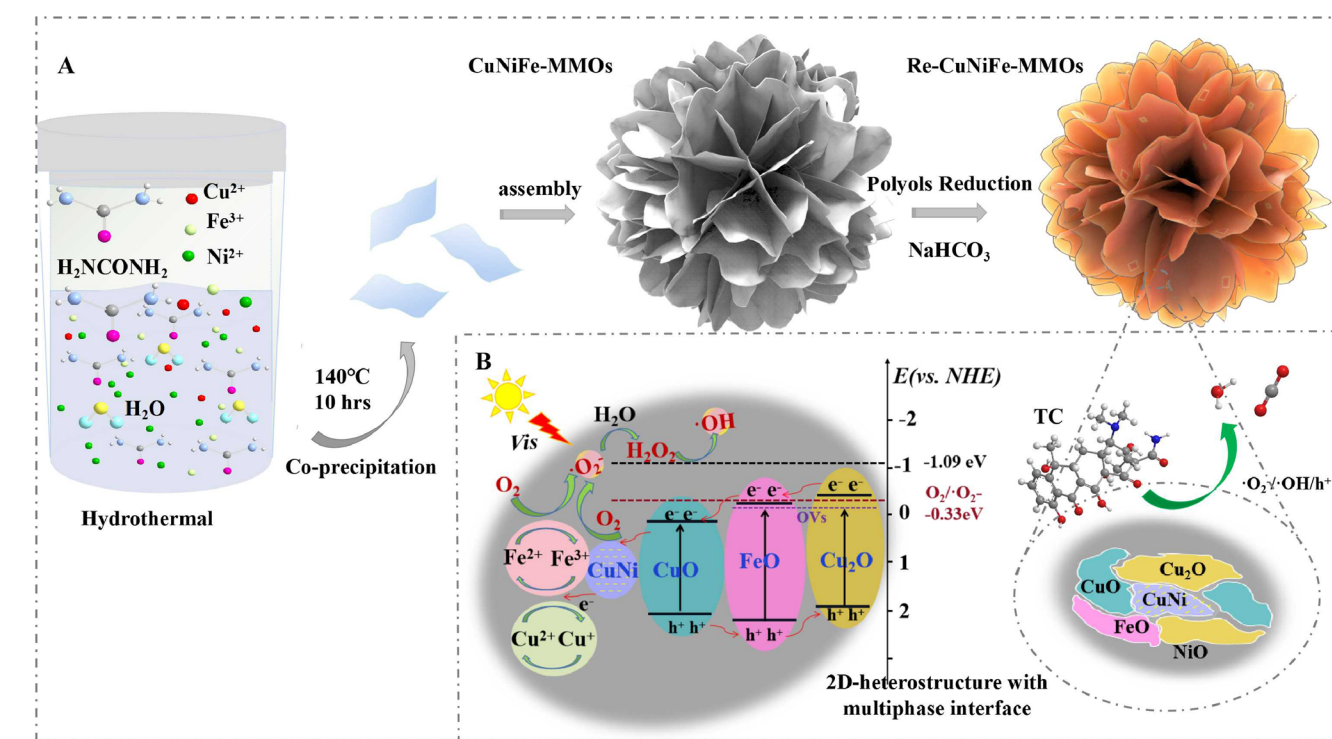 A
CuNiFe-MMOs
Re-CuNiFe-MMOs
Cu²⁺
Fe³⁺
Ni²⁺
H₂NCONH₂
H₂O
Hydrothermal
140℃
10 hrs
Co-precipitation
assembly
Polyols Reduction
NaHCO₃
B
Vis
H₂O
·OH
H₂O₂
·O₂⁻
O₂
O₂
Fe²⁺ Fe³⁺
CuNi
e⁻
Cu²⁺ Cu⁺
e⁻ e⁻
CuO
h⁺ h⁺
e⁻ e⁻
OVs
FeO
h⁺ h⁺
e⁻ e⁻
Cu₂O
h⁺ h⁺
E(vs. NHE)
-2
-1
0
1
2
-1.09 eV
O₂/·O₂-
-0.33eV
2D-heterostructure with
multiphase interface
TC
·O₂⁻/·OH/h⁺
CuO
Cu₂O
CuNi
FeO
NiO